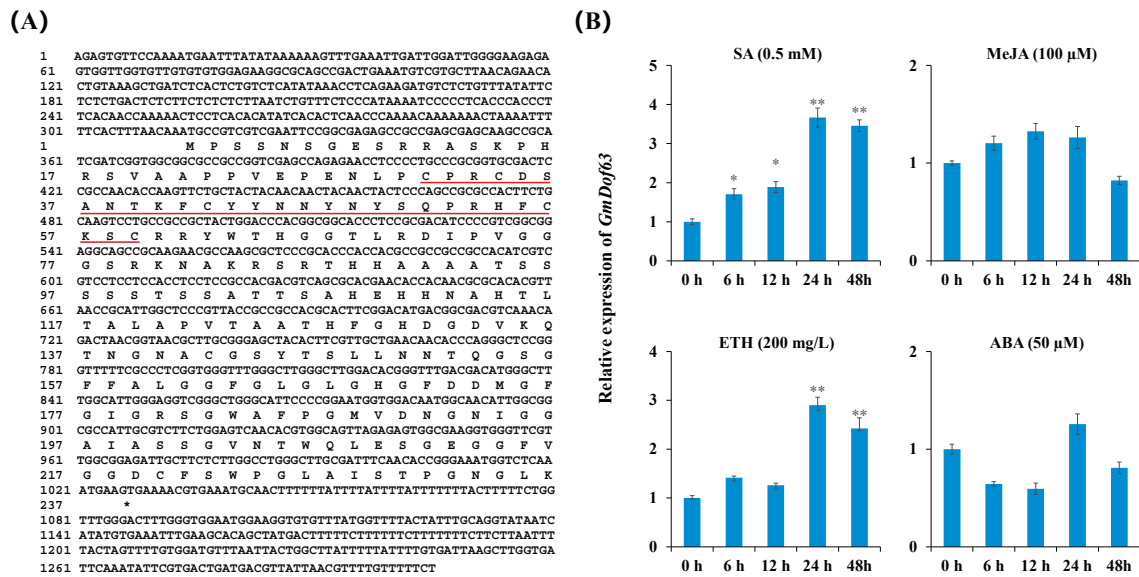 (A)
1 AGAGTGTTCCAAAATGAATTTATATAAAAAAGTTTGAAATTGATTGGATTGGGGAAGAGA
61 GTGGTTGGTGTTGTGTGTGGAGAAGGCGCAGCCGACTGAAATGTCGTGCTTAACAGAACA
121 CTGTAAAGCTGATCTCACTCTGTCTCATATAAACCTCAGAAGATGTCTCTGTTTATATTC
181 TCTCTGACTCTCTTCTCTCTTAATCTGTTTCTCCCATAAAATCCCCCTCACCCACCCT
241 TCACAACCAAAAACTCCTCACACATATCACACTCAACCCAAAACAAAAAAACTAAAATTT
301 TTCACTTTAACAAATGCCGTCGTCGAATTCCGGCGAGAGCCGCCGAGCGAGCAAGCCGCA
1 M P S S N S G E S R R A S K P H
361 TCGATCGGTGGCGGCGCCGCCGGTCGAGCCAGAGAACCTCCCCTGCCCGCGGTGCGACTC
17 R S V A A P P V E P E N L P C P R C D S
421 CGCCAACACCAAGTTCTGCTACTACAACAACTACAACTACTCCCAGCCGCGCCACTTCTG
37 A N T K F C Y Y N N Y N Y S Q P R H F C
481 CAAGTCCTGCCGCCGCTACTGGACCCACGGCGGCACCCTCCGCGACATCCCCGTCGGCGG
57 K S C R R Y W T H G G T L R D I P V G G
541 AGGCAGCCGCAAGAACGCCAAGCGCTCCCGCACCCACCACGCCGCCGCCGCCACATCGTC
77 G S R K N A K R S R T H H A A A A T S S
601 GTCCTCCTCCACCTCCTCCGCCACGACGTCAGCGCACGAACACCACAACGCGCACACGTT
97 S S S T S S A T T S A H E H H N A H T L
661 AACCGCATTGGCTCCCGTTACCGCCGCCACGCACTTCGGACATGACGGCGACGTCAAACA
117 T A L A P V T A A T H F G H D G D V K Q
721 GACTAACGGTAACGCTTGCGGGAGCTACACTTCGTTGCTGAACAACACCCAGGGCTCCGG
137 T N G N A C G S Y T S L L N N T Q G S G
781 GTTTTTCGCCCTCGGTGGGTTTGGGCTTGGGCTTGGACACGGGTTTGACGACATGGGCTT
157 F F A L G G F G L G L G H G F D D M G F
841 TGGCATTGGGAGGTCGGGCTGGGCATTCCCCGGAATGGTGGACAATGGCAACATTGGCGG
177 G I G R S G W A F P G M V D N G N I G G
901 CGCCATTGCGTCTTCTGGAGTCAACACGTGGCAGTTAGAGAGTGGCGAAGGTGGGTTCGT
197 A I A S S G V N T W Q L E S G E G G F V
961 TGGCGGAGATTGCTTCTCTTGGCCTGGGCTTGCGATTTCAACACCGGGAAATGGTCTCAA
217 G G D C F S W P G L A I S T P G N G L K
1021 ATGAAGTGAAAACGTGAAATGCAACTTTTTTATTTTATTTTATTTTTTTACTTTTTCTGG
237 *
1081 TTTGGGACTTTGGGTGGAATGGAAGGTGTGTTTATGGTTTTACTATTTGCAGGTATAATC
1141 ATATGTGAAATTTGAAGCACAGCTATGACTTTTTCTTTTTTCTTTTTTTCTTCTTAATTT
1201 TACTAGTTTTGTGGATGTTTAATTACTGGCTTATTTTTATTTTGTGATTAAGCTTGGTGA
1261 TTCAAATATTCGTGACTGATGACGTTATTAACGTTTTGTTTTTCT
(B)
Relative expression of GmDof63
SA (0.5 mM)
5
4
3
2
1
0
* * ** **
0 h 6 h 12 h 24 h 48h
MeJA (100 µM)
2
1
0
0 h 6 h 12 h 24 h 48h
ETH (200 mg/L)
4
3
2
1
0
** **
0 h 6 h 12 h 24 h 48h
ABA (50 µM)
2
1
0
0 h 6 h 12 h 24 h 48h